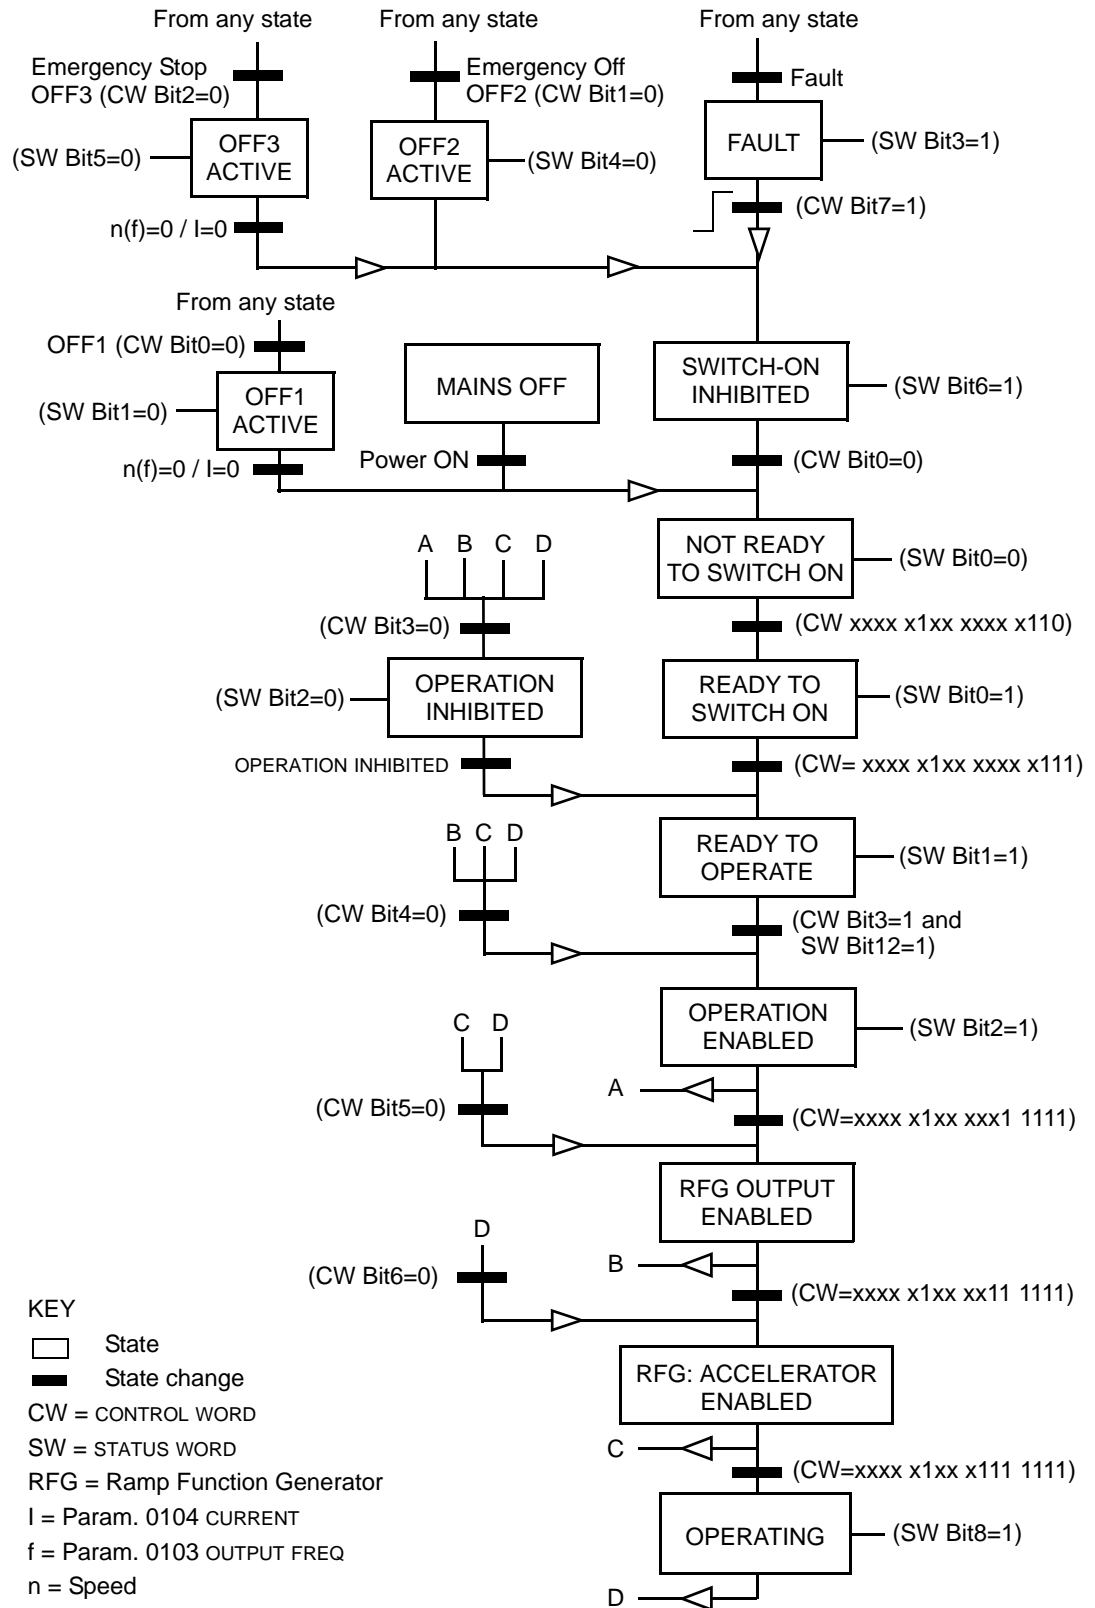 From any state
From any state
From any state
Emergency Stop
OFF3 (CW Bit2=0)
Emergency Off
OFF2 (CW Bit1=0)
Fault
(SW Bit5=0)
OFF3
ACTIVE
OFF2
ACTIVE
(SW Bit4=0)
FAULT
(SW Bit3=1)
n(f)=0 / I=0
(CW Bit7=1)
From any state
OFF1 (CW Bit0=0)
(SW Bit1=0)
OFF1
ACTIVE
MAINS OFF
SWITCH-ON
INHIBITED
(SW Bit6=1)
n(f)=0 / I=0
Power ON
(CW Bit0=0)
A B C D
NOT READY
TO SWITCH ON
(SW Bit0=0)
(CW Bit3=0)
(CW xxxx x1xx xxxx x110)
(SW Bit2=0)
OPERATION
INHIBITED
READY TO
SWITCH ON
(SW Bit0=1)
OPERATION INHIBITED
(CW= xxxx x1xx xxxx x111)
B C D
READY TO
OPERATE
(SW Bit1=1)
(CW Bit4=0)
(CW Bit3=1 and
SW Bit12=1)
C D
OPERATION
ENABLED
(SW Bit2=1)
A
(CW Bit5=0)
(CW=xxxx x1xx xxx1 1111)
RFG OUTPUT
ENABLED
D
B
(CW Bit6=0)
(CW=xxxx x1xx xx11 1111)
RFG: ACCELERATOR
ENABLED
C
(CW=xxxx x1xx x111 1111)
OPERATING
(SW Bit8=1)
D
KEY
State
State change
CW = CONTROL WORD
SW = STATUS WORD
RFG = Ramp Function Generator
I = Param. 0104 CURRENT
f = Param. 0103 OUTPUT FREQ
n = Speed